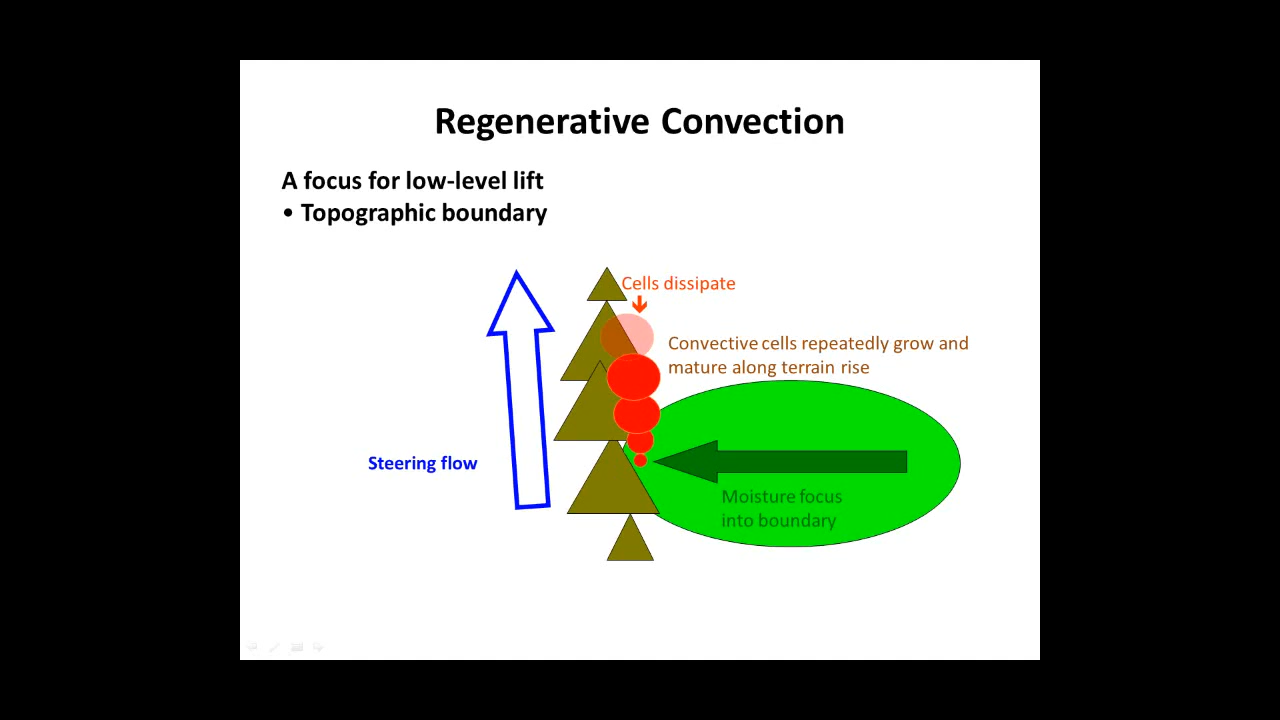 Regenerative Convection
A focus for low-level lift
• Topographic boundary
Cells dissipate
Convective cells repeatedly grow and
mature along terrain rise
Steering flow
Moisture focus
into boundary